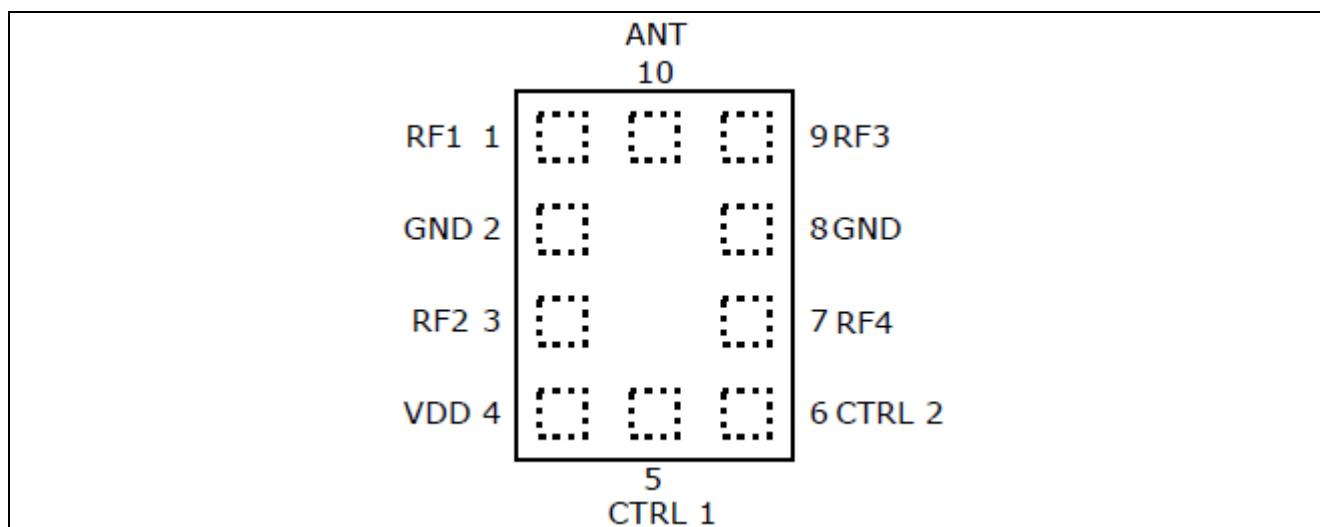 ANT
10
RF1 1
9 RF3
GND 2
8 GND
RF2 3
7 RF4
VDD 4
6 CTRL 2
5
CTRL 1